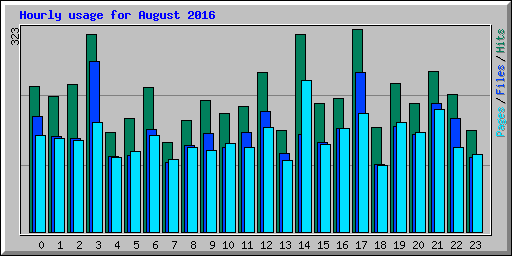 Hourly usage for August 2016
323
Pages / Files / Hits
0 1 2 3 4 5 6 7 8 9 10 11 12 13 14 15 16 17 18 19 20 21 22 23